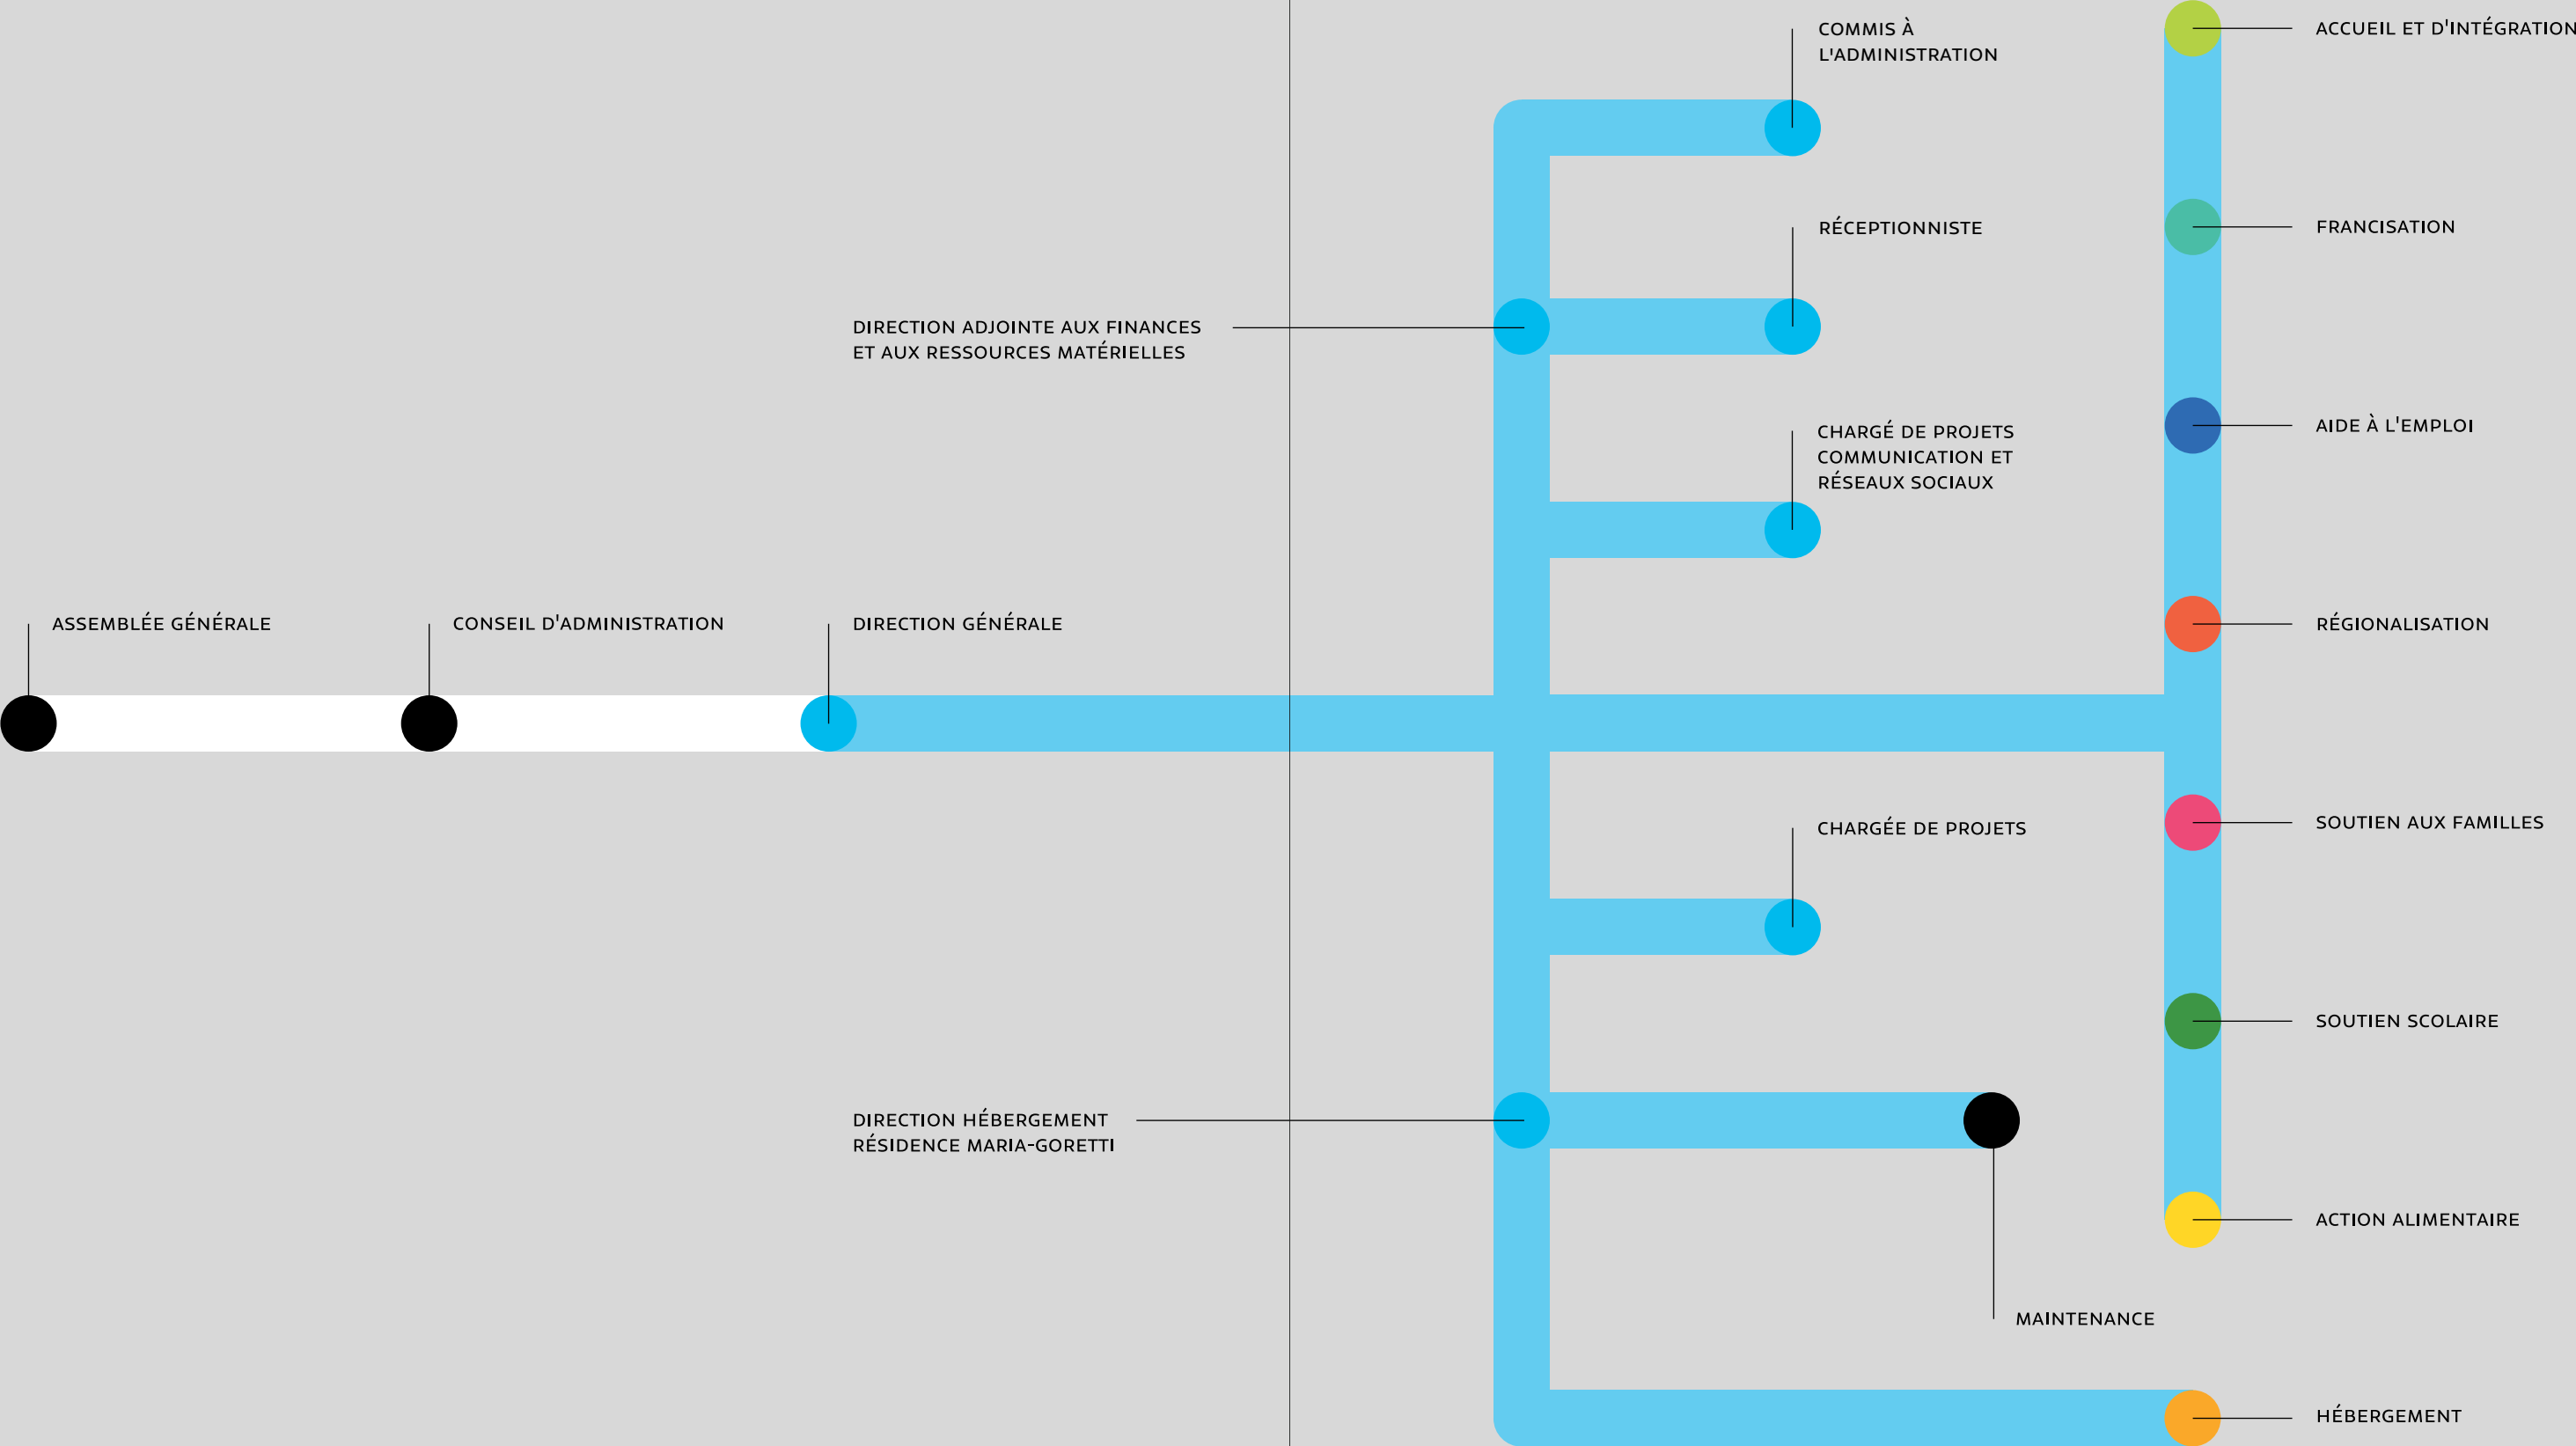 COMMIS À
L'ADMINISTRATION
ACCUEIL ET D'INTÉGRATION
RÉCEPTIONNISTE
FRANCISATION
DIRECTION ADJOINTE AUX FINANCES
ET AUX RESSOURCES MATÉRIELLES
CHARGÉ DE PROJETS
COMMUNICATION ET
RÉSEAUX SOCIAUX
AIDE À L'EMPLOI
ASSEMBLÉE GÉNÉRALE
CONSEIL D'ADMINISTRATION
DIRECTION GÉNÉRALE
RÉGIONALISATION
CHARGÉE DE PROJETS
SOUTIEN AUX FAMILLES
SOUTIEN SCOLAIRE
DIRECTION HÉBERGEMENT
RÉSIDENCE MARIA-GORETTI
ACTION ALIMENTAIRE
MAINTENANCE
HÉBERGEMENT